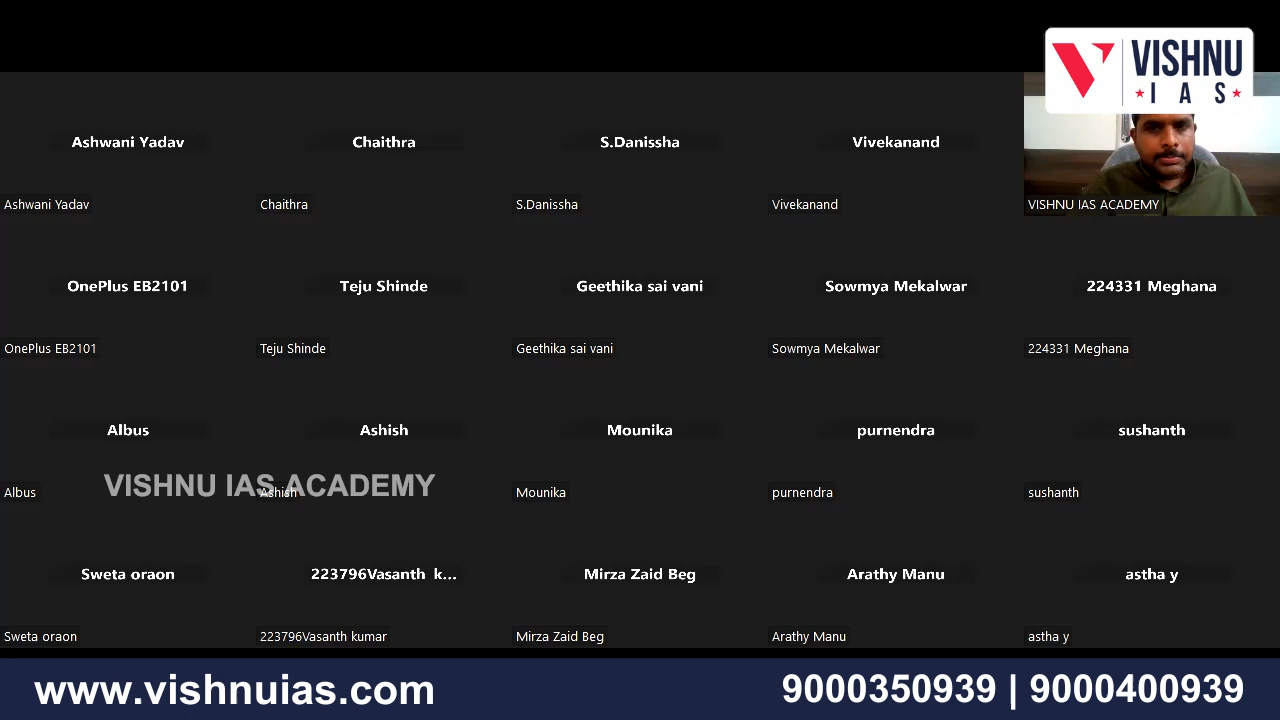 VISHNU
IAS
Ashwani Yadav
Chaithra
S.Danissha
Vivekanand
Ashwani Yadav
Chaithra
S.Danissha
Vivekanand
VISHNU IAS ACADEMY
OnePlus EB2101
Teju Shinde
Geethika sai vani
Sowmya Mekalwar
224331 Meghana
OnePlus EB2101
Teju Shinde
Geethika sai vani
Sowmya Mekalwar
224331 Meghana
Albus
Ashish
Mounika
purnendra
sushanth
VISHNU IAS ACADEMY
Albus
Ashish
Mounika
purnendra
sushanth
Sweta oraon
223796Vasanth k...
Mirza Zaid Beg
Arathy Manu
astha y
Sweta oraon
223796Vasanth kumar
Mirza Zaid Beg
Arathy Manu
astha y
www.vishnuias.com
9000350939 | 9000400939